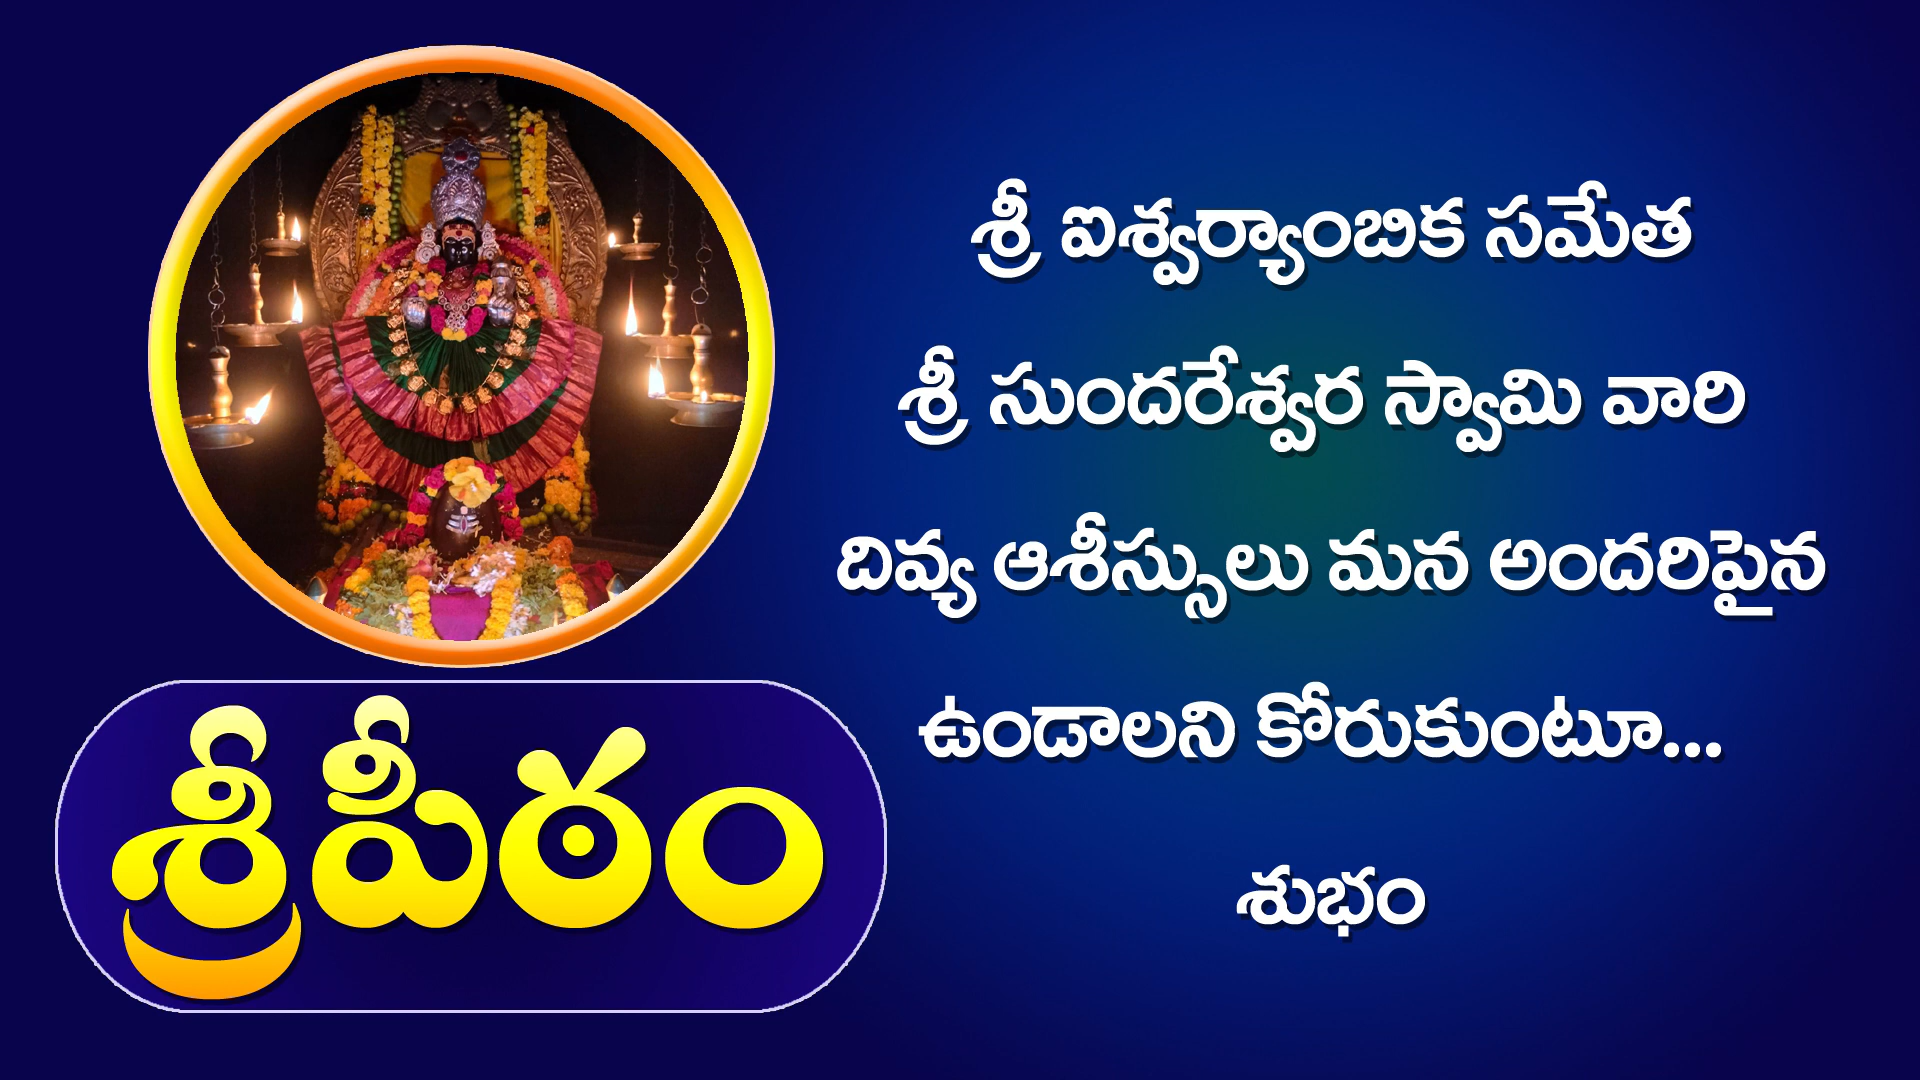 శ్రీ ఐశ్వర్యాంబిక సమేత
శ్రీ సుందరేశ్వర స్వామి వారి
దివ్య ఆశీస్సులు మన అందరిపైన
ఉండాలని కోరుకుంటూ...
శుభం
శ్రీపీఠం